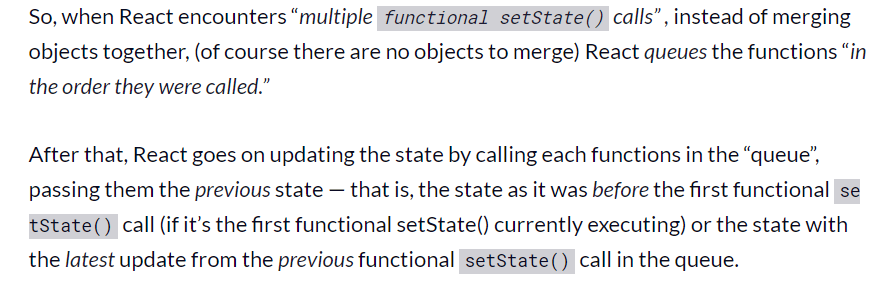 So, when React encounters “multiple functional setState() calls” , instead of merging
objects together, (of course there are no objects to merge) React queues the functions “in
the order they were called.”
After that, React goes on updating the state by calling each functions in the “queue”,
passing them the previous state — that is, the state as it was before the first functional se
tState() call (if it’s the first functional setState() currently executing) or the state with
the latest update from the previous functional setState() call in the queue.